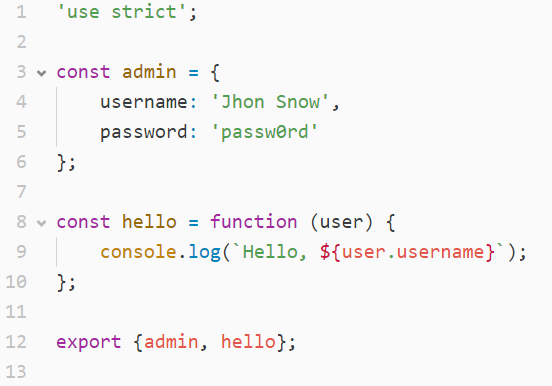 1 'use strict';
2
3 const admin = {
4     username: 'Jhon Snow',
5     password: 'passw0rd'
6 };
7
8 const hello = function (user) {
9     console.log(`Hello, ${user.username}`);
10 };
11
12 export {admin, hello};
13